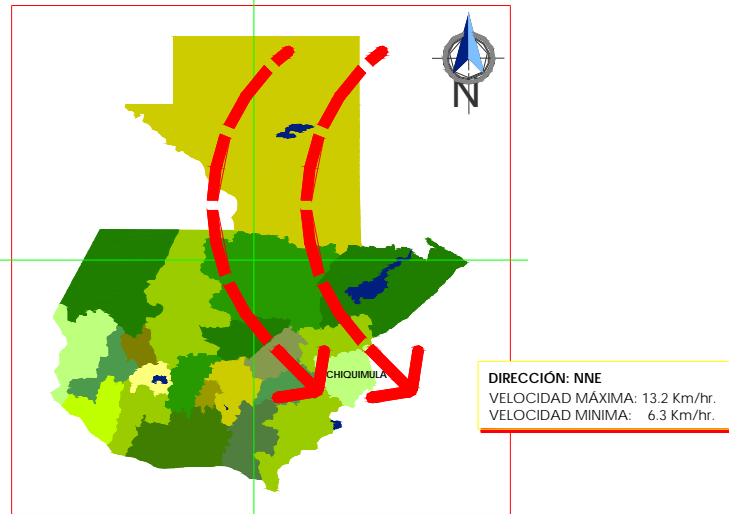 N
CHIQUIMULA
DIRECCIÓN: NNE
VELOCIDAD MÁXIMA: 13.2 Km/hr.
VELOCIDAD MINIMA: 6.3 Km/hr.